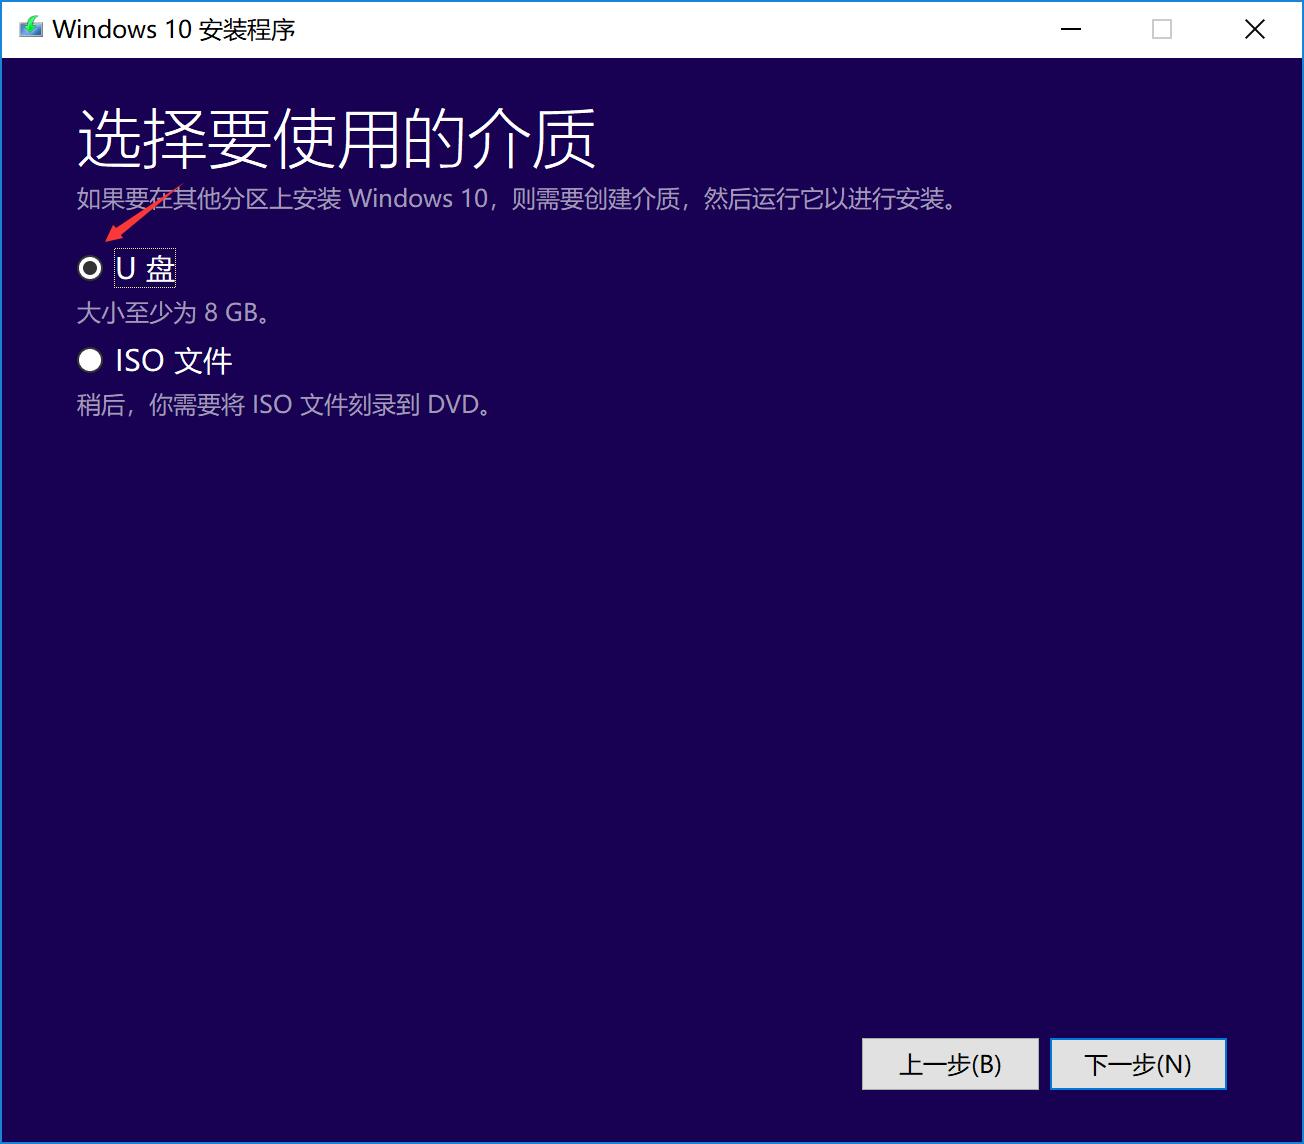 Windows 10 安装程序
选择要使用的介质
如果要在其他分区上安装 Windows 10，则需要创建介质，然后运行它以进行安装。
U 盘
大小至少为 8 GB。
ISO 文件
稍后，你需要将 ISO 文件刻录到 DVD。
上一步(B)
下一步(N)